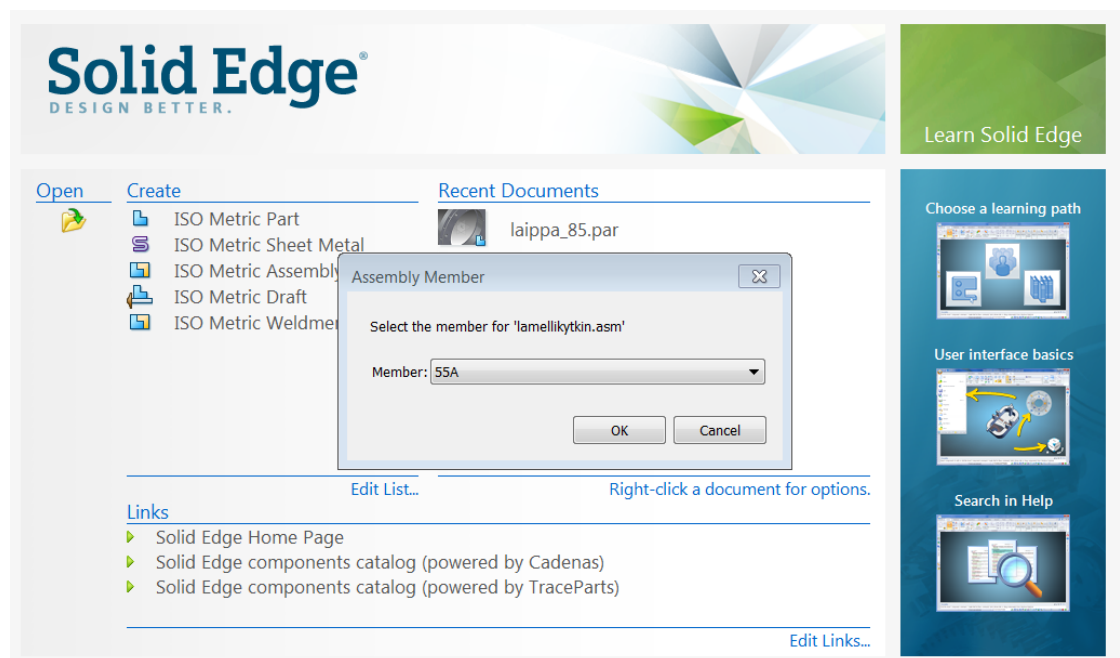 Solid Edge®
DESIGN BETTER.
Learn Solid Edge
Open
Create
ISO Metric Part
ISO Metric Sheet Metal
ISO Metric Assembly
ISO Metric Draft
ISO Metric Weldme
Edit List...
Recent Documents
laippa_85.par
Right-click a document for options.
Assembly Member
Select the member for 'lamellikytkin.asm'
Member: 55A
OK Cancel
Links
Solid Edge Home Page
Solid Edge components catalog (powered by Cadenas)
Solid Edge components catalog (powered by TraceParts)
Edit Links...
Choose a learning path
User interface basics
Search in Help